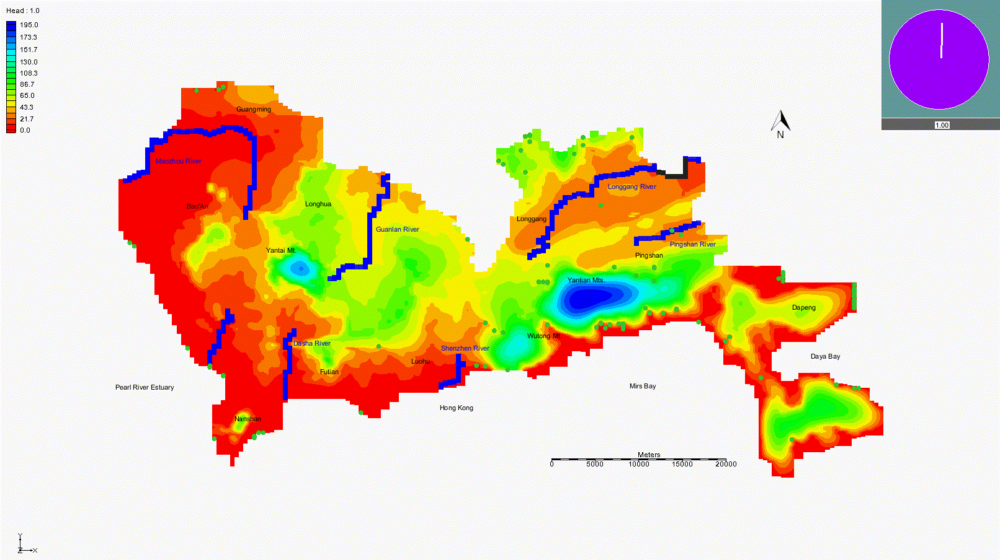 Head : 1.0
195.0
173.3
151.7
130.0
108.3
86.7
65.0
43.3
21.7
0.0
1.00
N
Guangming
Maozhou River
Bao'An
Longhua
Guanlan River
Yantai Mt.
Longgang River
Longgang
Pingshan River
Pingshan
Yantian Mts.
Dapeng
Wutong Mt.
Dasha River
Shenzhen River
Luohu
Futian
Daya Bay
Pearl River Estuary
Mirs Bay
Hong Kong
Nanshan
Meters
0 5000 10000 15000 20000
Y
Z X